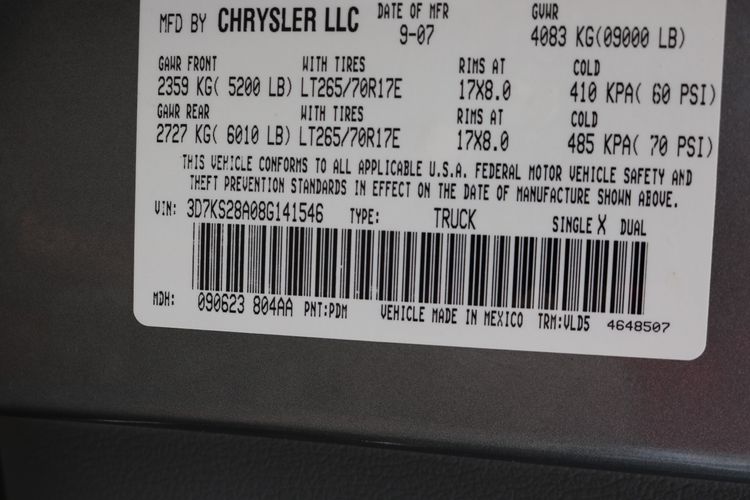 MFD BY CHRYSLER LLC DATE OF MFR GVWR
9-07 4083 KG(09000 LB)
GAWR FRONT WITH TIRES RIMS AT COLD
2359 KG( 5200 LB) LT265/70R17E 17X8.0 410 KPA( 60 PSI)
GAWR REAR WITH TIRES RIMS AT COLD
2727 KG( 6010 LB) LT265/70R17E 17X8.0 485 KPA( 70 PSI)
THIS VEHICLE CONFORMS TO ALL APPLICABLE U.S.A. FEDERAL MOTOR VEHICLE SAFETY AND
THEFT PREVENTION STANDARDS IN EFFECT ON THE DATE OF MANUFACTURE SHOWN ABOVE.
VIN: 3D7KS28A08G141546 TYPE: TRUCK SINGLE X DUAL
MDH: 090623 804AA PNT:PDM VEHICLE MADE IN MEXICO TRM:VLD5 4648507